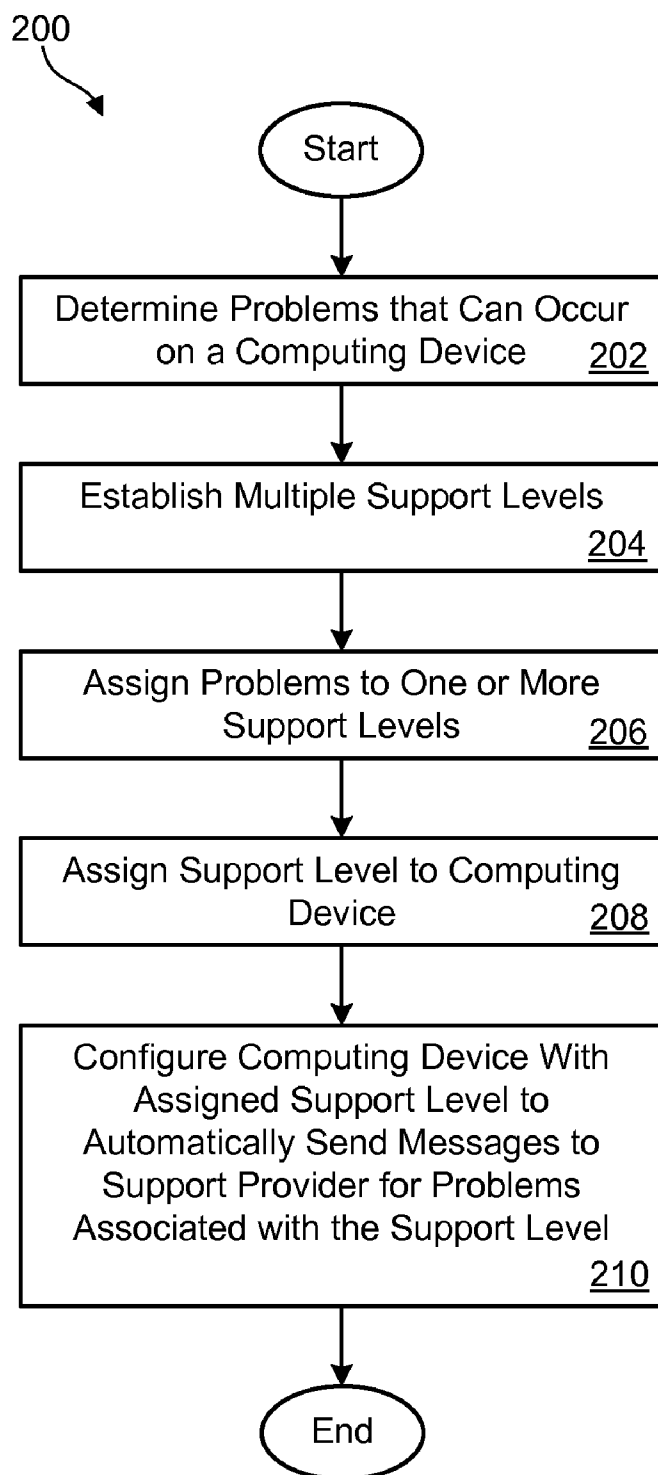 200
Start
Determine Problems that Can Occur
on a Computing Device
202
Establish Multiple Support Levels
204
Assign Problems to One or More
Support Levels
206
Assign Support Level to Computing
Device
208
Configure Computing Device With
Assigned Support Level to
Automatically Send Messages to
Support Provider for Problems
Associated with the Support Level
210
End